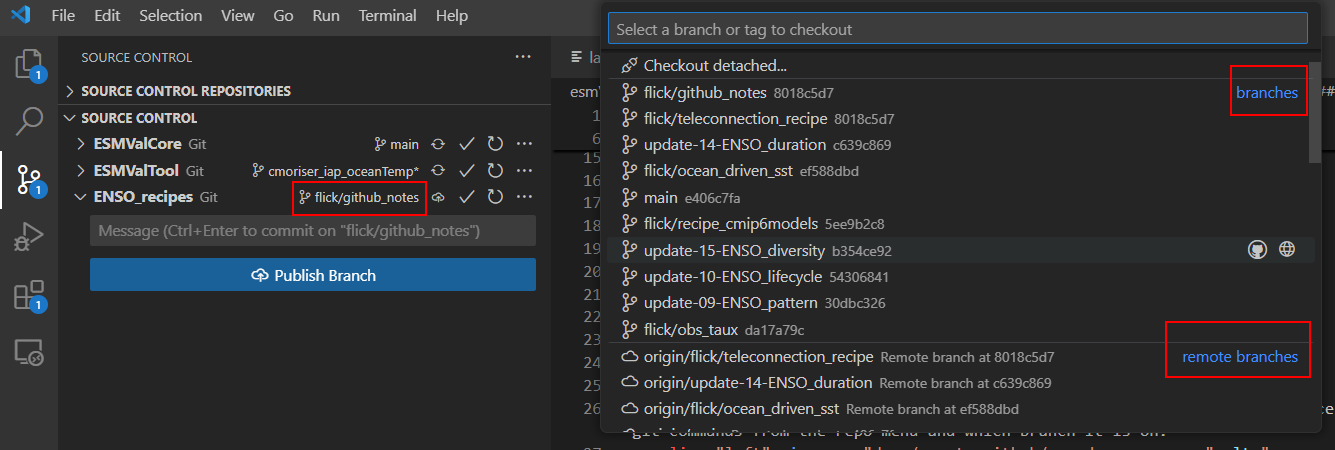 File Edit Selection View Go Run Terminal Help
Select a branch or tag to checkout
SOURCE CONTROL ...
Checkout detached...
SOURCE CONTROL REPOSITORIES
flick/github_notes 8018c5d7 branches
SOURCE CONTROL
flick/teleconnection_recipe 8018c5d7
ESMValCore Git main ...
update-14-ENSO_duration c639c869
ESMValTool Git cmoriser_iap_oceanTemp* ...
flick/ocean_driven_sst ef588dbd
ENSO_recipes Git flick/github_notes ...
main e406c7fa
Message (Ctrl+Enter to commit on "flick/github_notes")
flick/recipe_cmip6models 5ee9b2c8
update-15-ENSO_diversity b354ce92
Publish Branch
update-10-ENSO_lifecycle 54306841
update-09-ENSO_pattern 30dbc326
flick/obs_taux da17a79c
origin/flick/teleconnection_recipe Remote branch at 8018c5d7 remote branches
origin/update-14-ENSO_duration Remote branch at c639c869
origin/flick/ocean_driven_sst Remote branch at ef588dbd
1
1
1
1
6
15
16
17
18
19
20
21
22
23
24
25
26
git commands from the repo menu and which branch it is on.